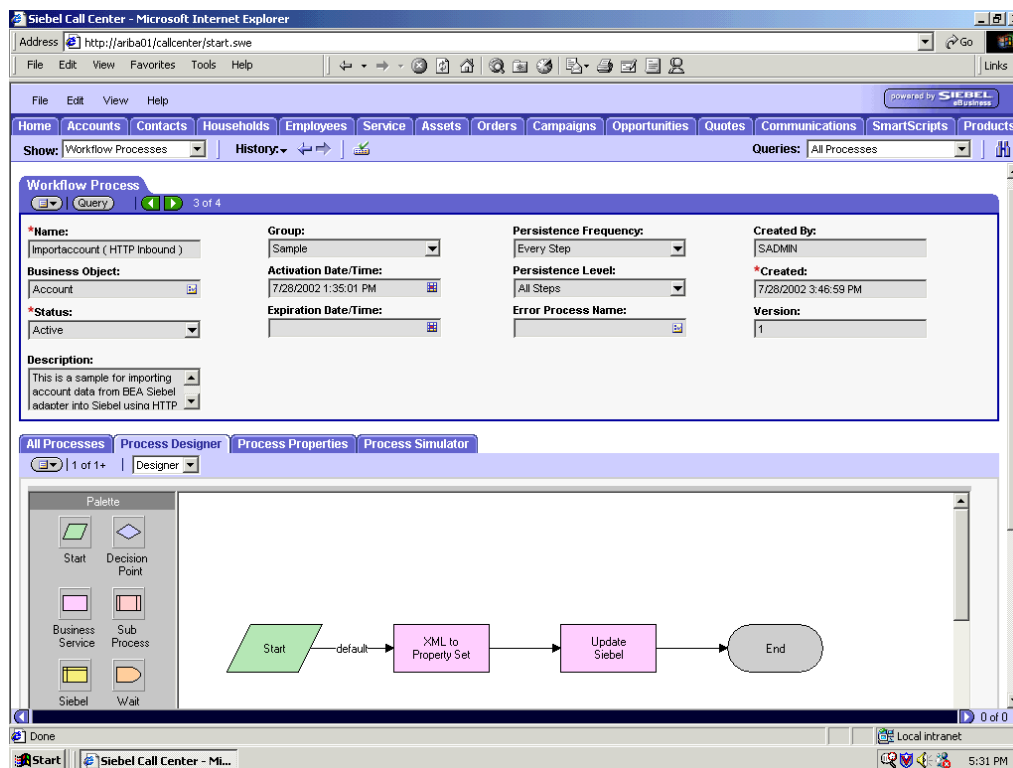 Siebel Call Center - Microsoft Internet Explorer
Address http://ariba01/callcenter/start.swe Go
File Edit View Favorites Tools Help Links
File Edit View Help powered by SIEBEL eBusiness
Home Accounts Contacts Households Employees Service Assets Orders Campaigns Opportunities Quotes Communications SmartScripts Products
Show: Workflow Processes History: Queries: All Processes
Workflow Process
Query 3 of 4
*Name: Group: Persistence Frequency: Created By:
Importaccount ( HTTP Inbound ) Sample Every Step SADMIN
Business Object: Activation Date/Time: Persistence Level: *Created:
Account 7/28/2002 1:35:01 PM All Steps 7/28/2002 3:46:59 PM
*Status: Expiration Date/Time: Error Process Name: Version:
Active 1
Description:
This is a sample for importing
account data from BEA Siebel
adapter into Siebel using HTTP
All Processes Process Designer Process Properties Process Simulator
1 of 1+ Designer
Palette
Start Decision
Point
Business Sub
Service Process
Siebel Wait
Start default XML to
Property Set Update
Siebel End
0 of 0
Done Local intranet
Start Siebel Call Center - Mi... 5:31 PM